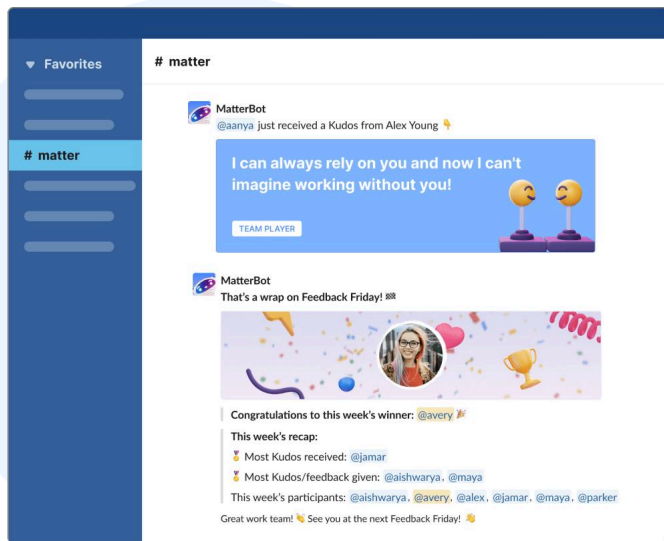 Favorites
# matter
# matter
MatterBot
@aanya just received a Kudos from Alex Young 👇
I can always rely on you and now I can't
imagine working without you!
TEAM PLAYER
MatterBot
That's a wrap on Feedback Friday! 🏁
Congratulations to this week's winner: @avery 🎉
This week's recap:
🏅 Most Kudos received: @jamar
🏅 Most Kudos/feedback given: @aishwarya, @maya
This week's participants: @aishwarya, @avery, @alex, @jamar, @maya, @parker
Great work team! 👏 See you at the next Feedback Friday! 👋